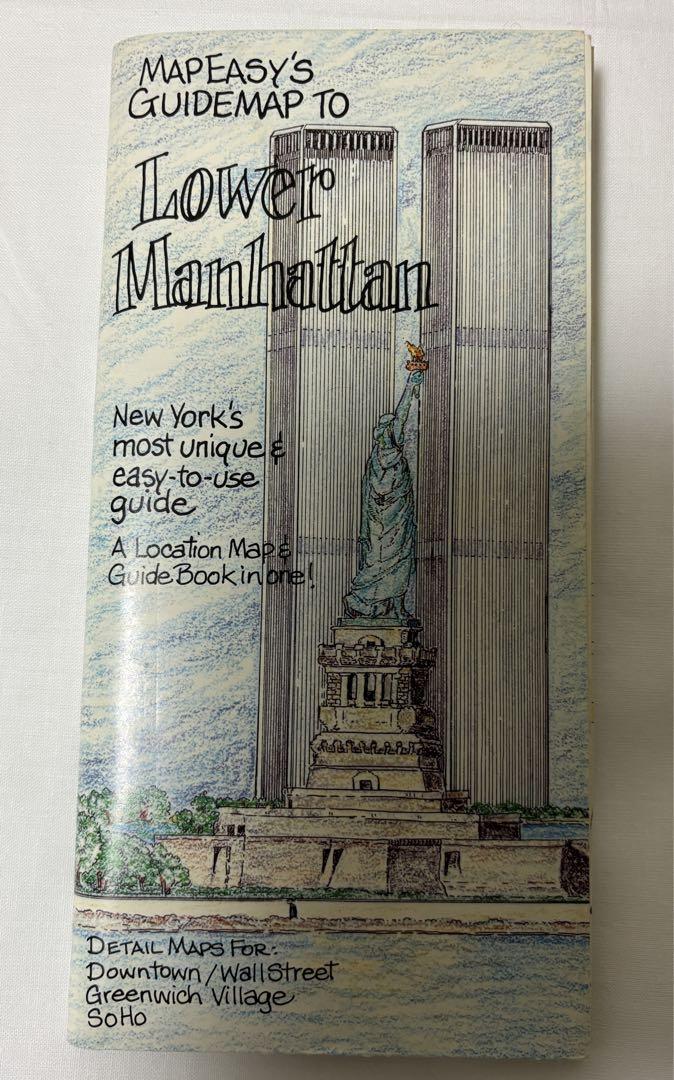 MAPEASY'S
GUIDEMAP TO
Lower
Manhattan
New York's
most unique &
easy-to-use
guide
A Location Map &
Guide Book in one!
DETAIL MAPS FOR:
Downtown/Wall Street
Greenwich Village
SoHo